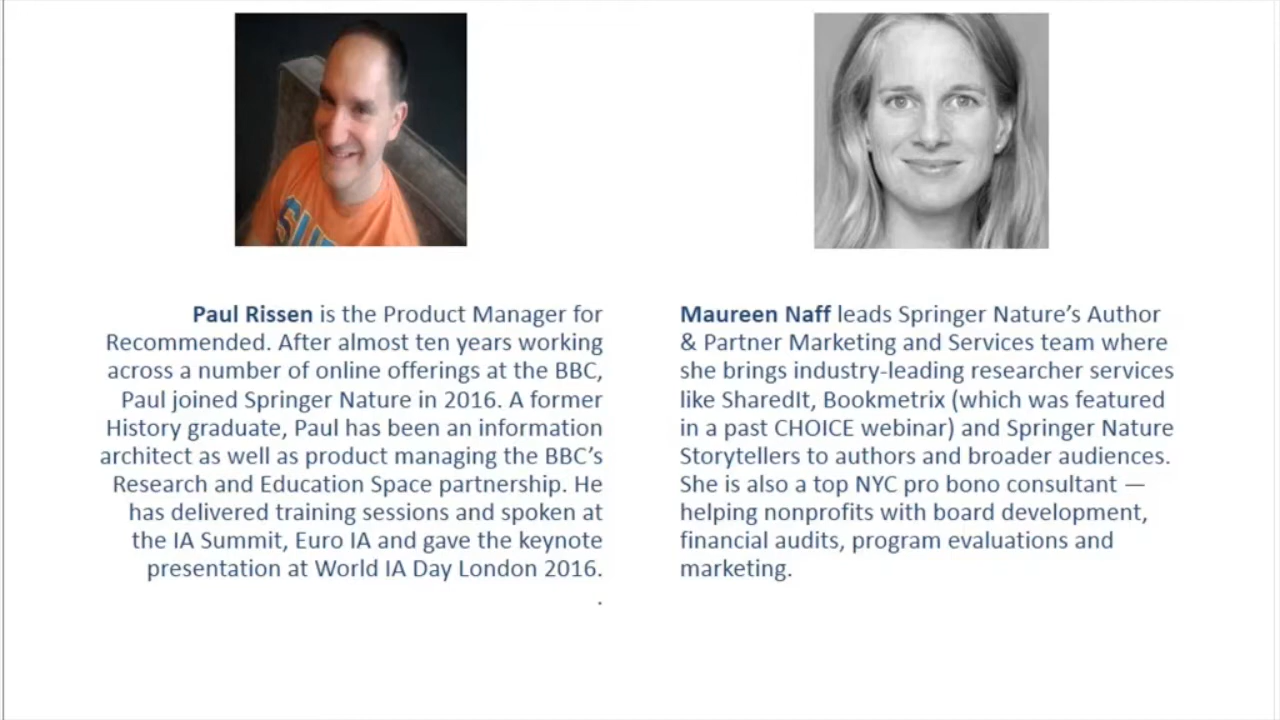 Paul Rissen is the Product Manager for
Recommended. After almost ten years working
across a number of online offerings at the BBC,
Paul joined Springer Nature in 2016. A former
History graduate, Paul has been an information
architect as well as product managing the BBC's
Research and Education Space partnership. He
has delivered training sessions and spoken at
the IA Summit, Euro IA and gave the keynote
presentation at World IA Day London 2016.
.
Maureen Naff leads Springer Nature's Author
& Partner Marketing and Services team where
she brings industry-leading researcher services
like SharedIt, Bookmetrix (which was featured
in a past CHOICE webinar) and Springer Nature
Storytellers to authors and broader audiences.
She is also a top NYC pro bono consultant —
helping nonprofits with board development,
financial audits, program evaluations and
marketing.